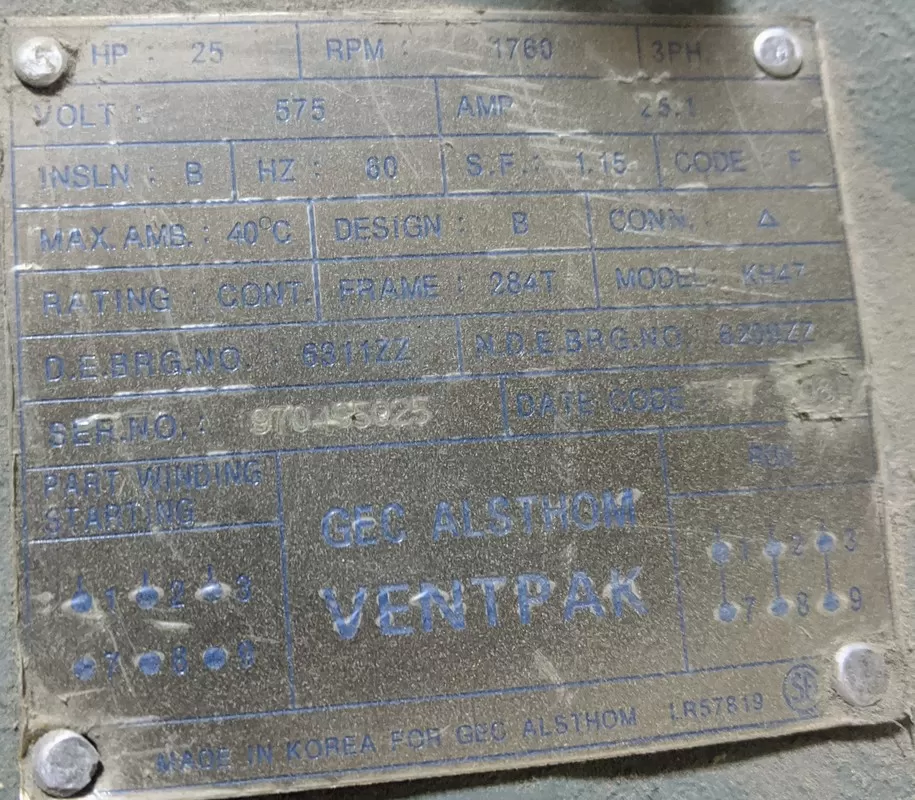 HP : 25 RPM : 1760 3PH
VOLT : 575 AMP : 25.1
INSLN : B HZ : 60 S.F. : 1.15 CODE : F
MAX. AMB. : 40°C DESIGN : B CONN. : Δ
RATING : CONT. FRAME : 284T MODEL : KH47
D.E.BRG.NO. : 6311ZZ N.D.E.BRG.NO. :
SER.NO. : DATE CODE
PART WINDING RUN
STARTING
GEC ALSTHOM
VENTPAK
1 2 3 1 2 3
7 8 9 7 8 9
MADE IN KOREA FOR GEC ALSTHOM LR57819